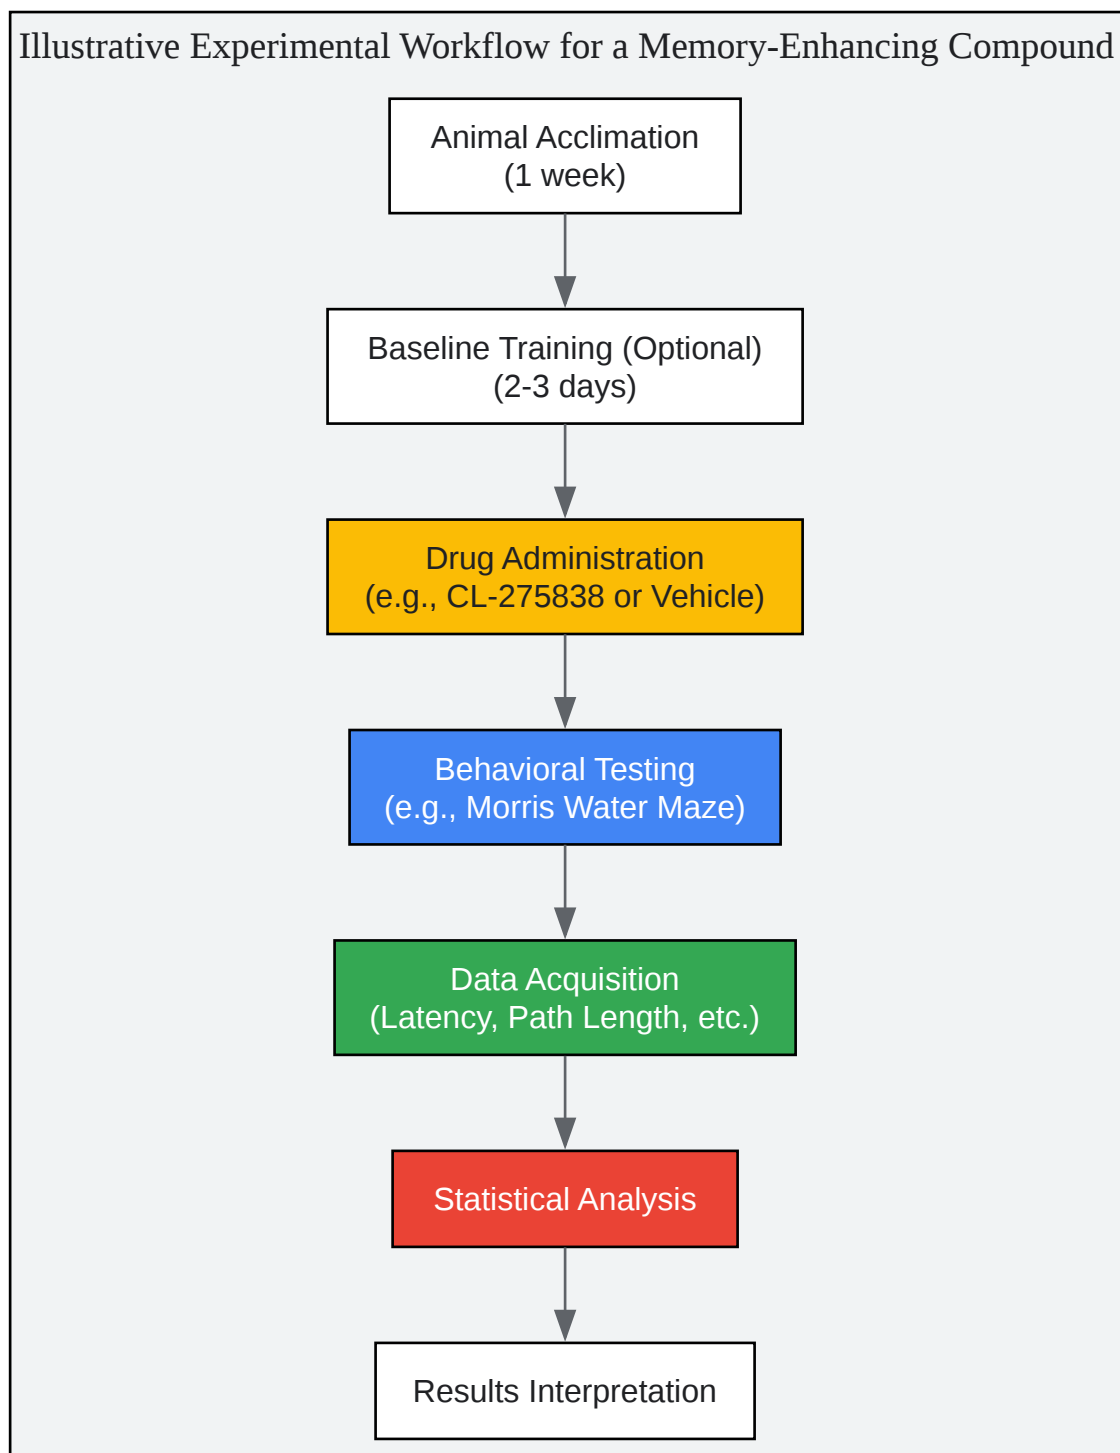 Illustrative Experimental Workflow for a Memory-Enhancing Compound
Animal Acclimation
(1 week)
Baseline Training (Optional)
(2-3 days)
Drug Administration
(e.g., CL-275838 or Vehicle)
Behavioral Testing
(e.g., Morris Water Maze)
Data Acquisition
(Latency, Path Length, etc.)
Statistical Analysis
Results Interpretation